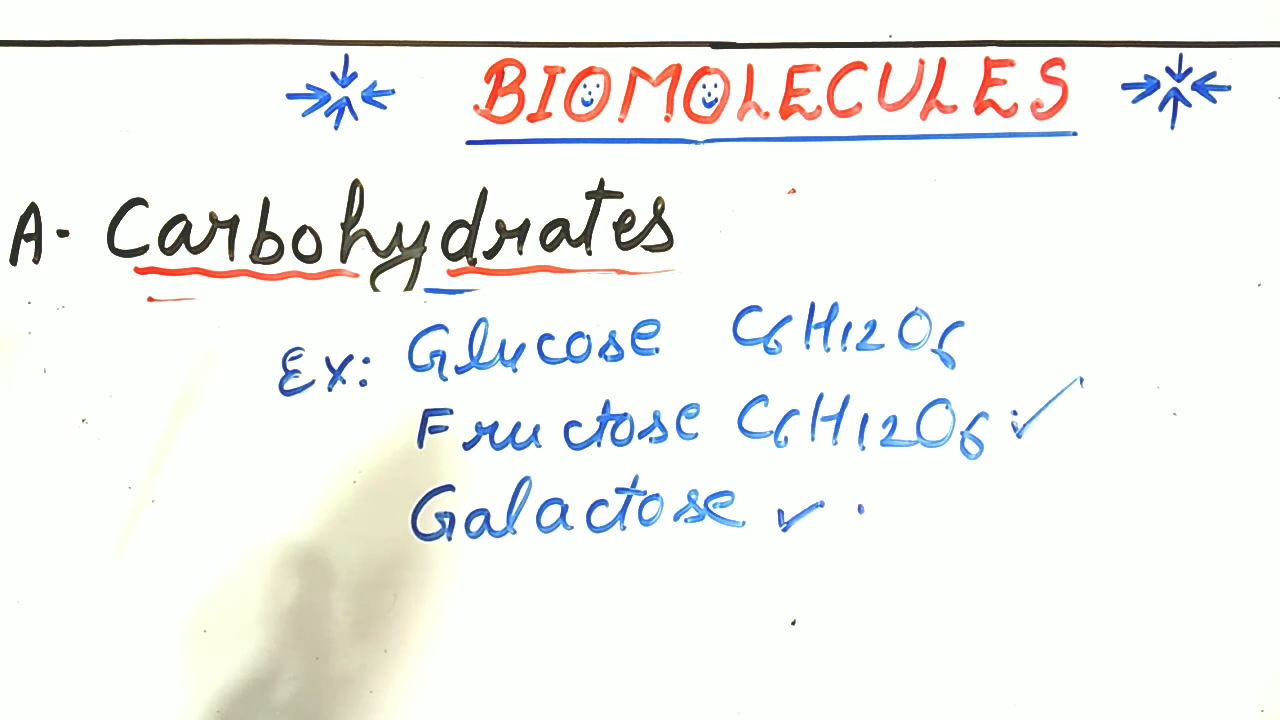 BIOMOLECULES
A. Carbohydrates
Ex: Glucose C6H12O6
Fructose C6H12O6 ✓
Galactose ✓